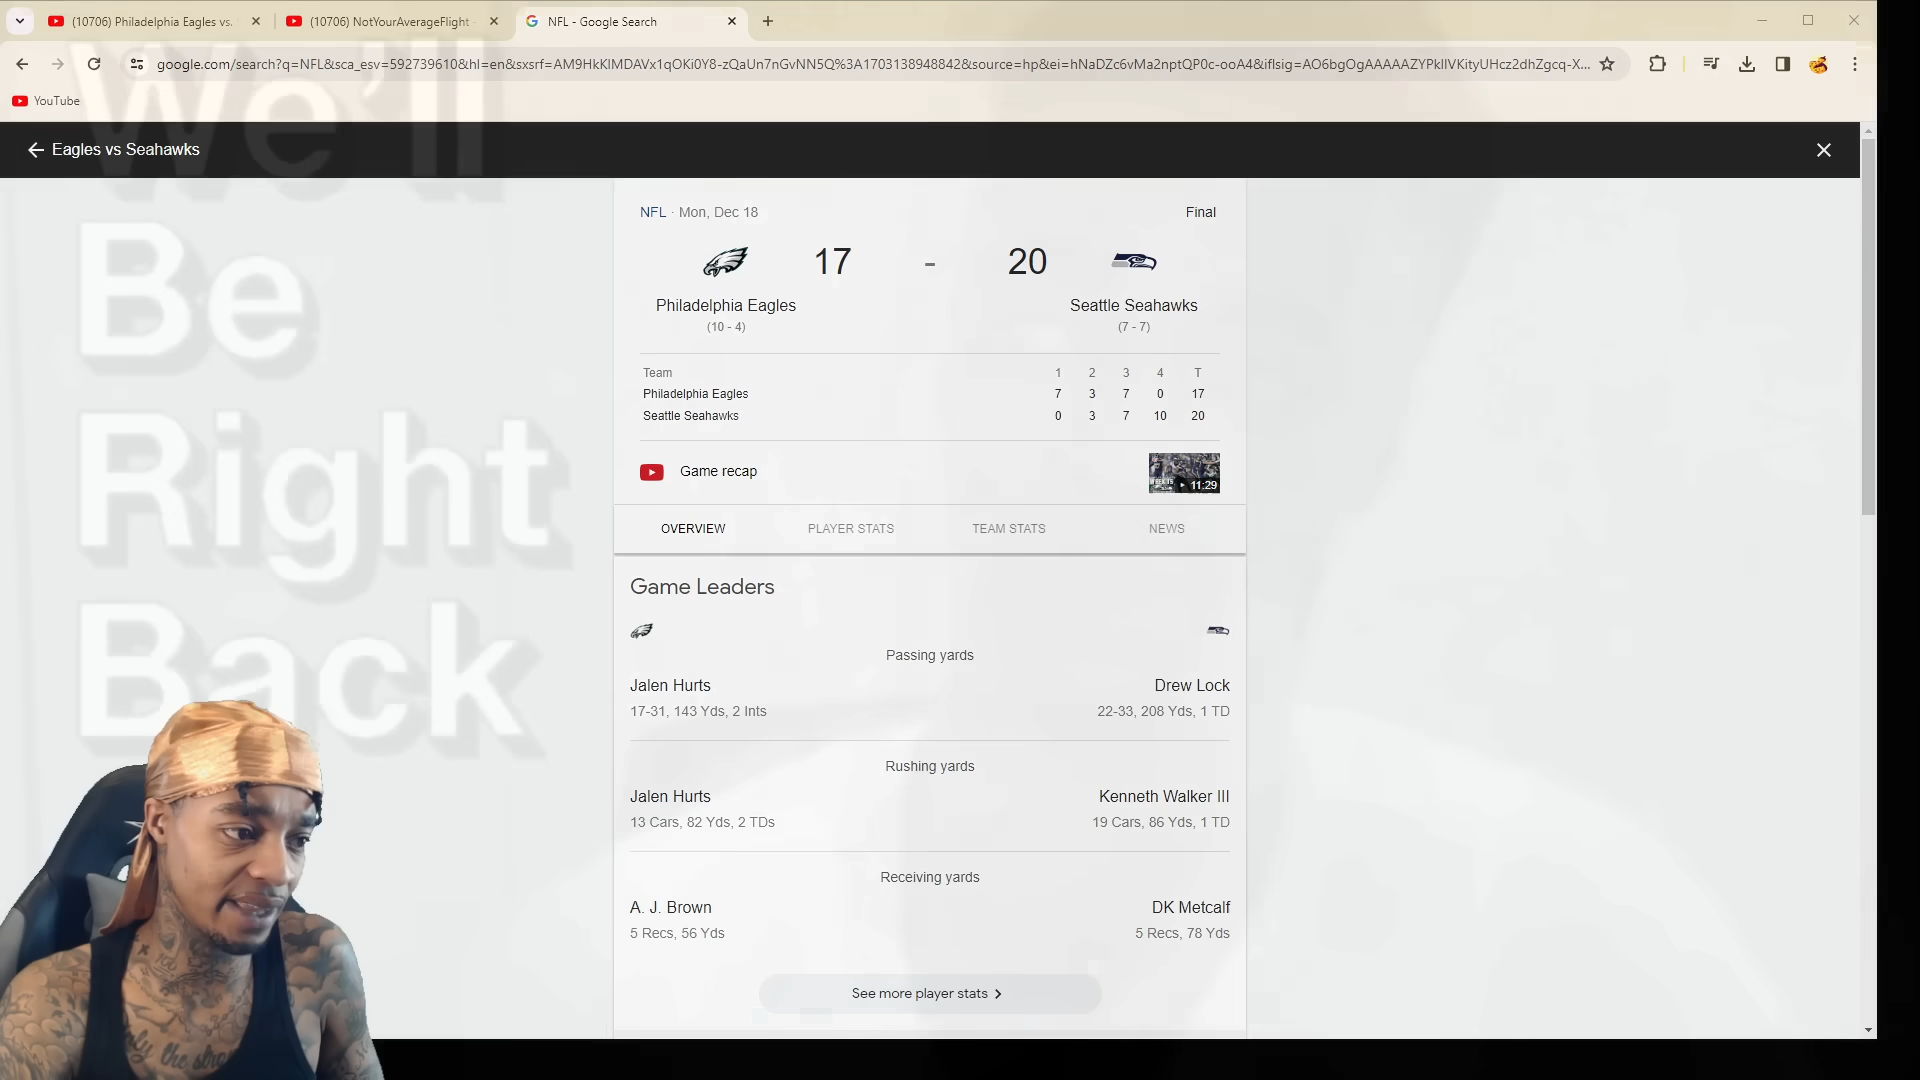 (10706) Philadelphia Eagles vs.
(10706) NotYourAverageFlight
NFL - Google Search
google.com/search?q=NFL&sca_esv=592739610&hl=en&sxsrf=AM9HkKlMDAVx1qOKi0Y8-zQaUn7nGvNN5Q%3A1703138948842&source=hp&ei=hNaDZc6vMa2nptQP0c-ooA4&iflsig=AO6bgOgAAAAAZYPkllVKityUHcz2dhZgcq-X...
YouTube
We'll
Be
Right
Back
Eagles vs Seahawks
NFL · Mon, Dec 18
Final
17 - 20
Philadelphia Eagles
(10 - 4)
Seattle Seahawks
(7 - 7)
Team 1 2 3 4 T
Philadelphia Eagles 7 3 7 0 17
Seattle Seahawks 0 3 7 10 20
Game recap
11:29
OVERVIEW PLAYER STATS TEAM STATS NEWS
Game Leaders
Passing yards
Jalen Hurts Drew Lock
17-31, 143 Yds, 2 Ints 22-33, 208 Yds, 1 TD
Rushing yards
Jalen Hurts Kenneth Walker III
13 Cars, 82 Yds, 2 TDs 19 Cars, 86 Yds, 1 TD
Receiving yards
A. J. Brown DK Metcalf
5 Recs, 56 Yds 5 Recs, 78 Yds
See more player stats